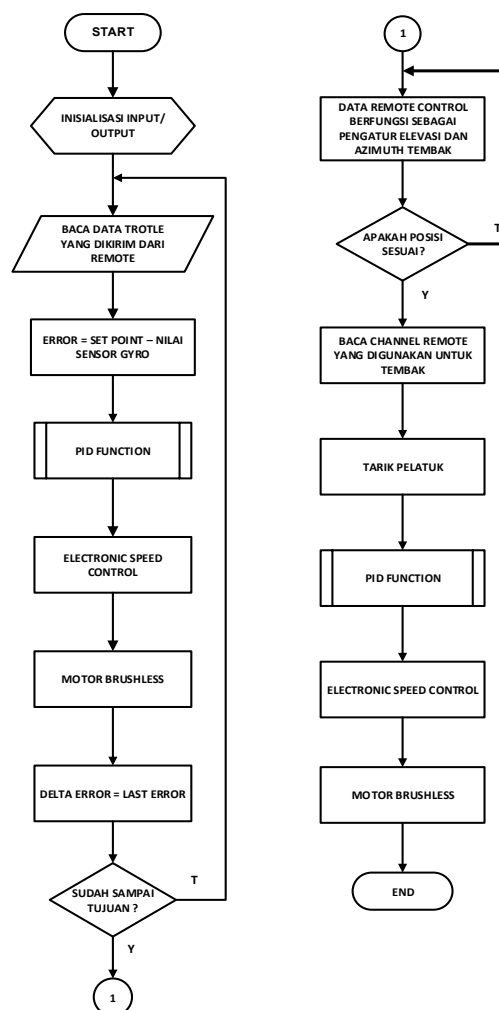 START
INISIALISASI INPUT/
OUTPUT
BACA DATA TROTLE
YANG DIKIRIM DARI
REMOTE
ERROR = SET POINT – NILAI
SENSOR GYRO
PID FUNCTION
ELECTRONIC SPEED
CONTROL
MOTOR BRUSHLESS
DELTA ERROR = LAST ERROR
SUDAH SAMPAI
TUJUAN ?
T
Y
1
1
DATA REMOTE CONTROL
BERFUNGSI SEBAGAI
PENGATUR ELEVASI DAN
AZIMUTH TEMBAK
APAKAH POSISI
SESUAI ?
T
Y
BACA CHANNEL REMOTE
YANG DIGUNAKAN UNTUK
TEMBAK
TARIK PELATUK
PID FUNCTION
ELECTRONIC SPEED CONTROL
MOTOR BRUSHLESS
END